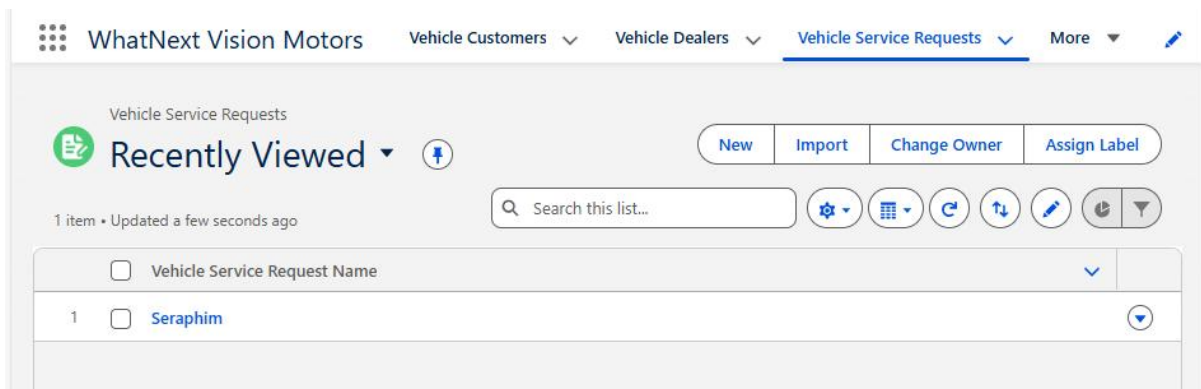 WhatNext Vision Motors Vehicle Customers Vehicle Dealers Vehicle Service Requests More
Vehicle Service Requests
Recently Viewed
New Import Change Owner Assign Label
1 item • Updated a few seconds ago
Search this list...
Vehicle Service Request Name
1 Seraphim